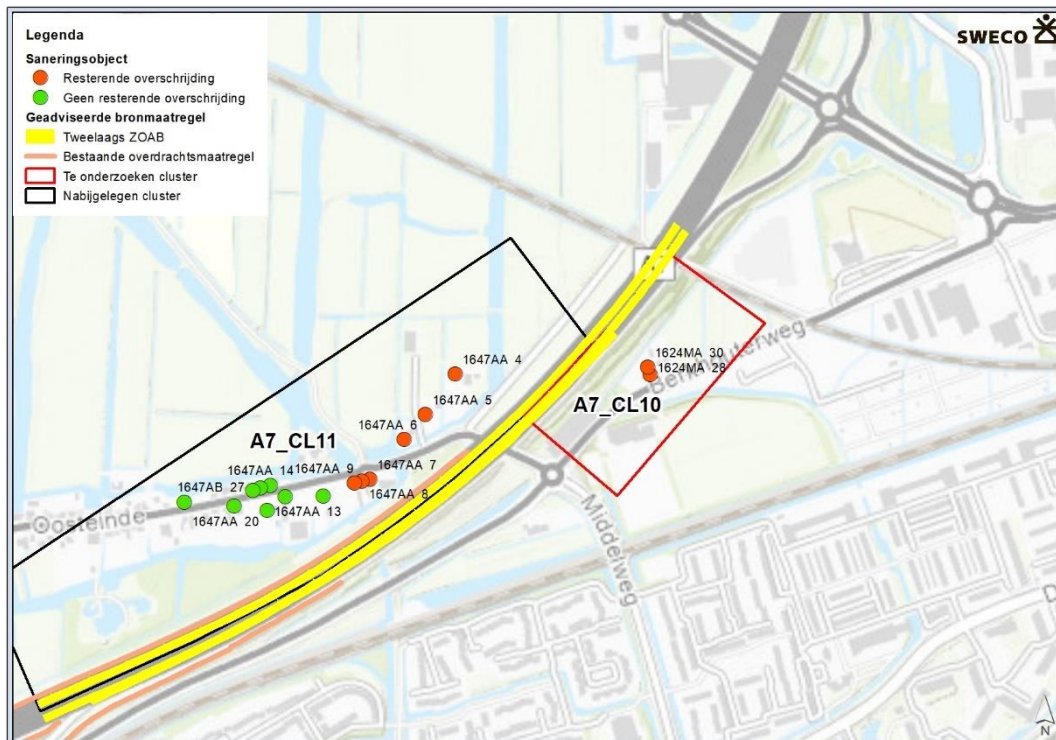 Legenda
Saneringsobject
Resterende overschrijding
Geen resterende overschrijding
Geadviseerde bronmaatregel
Tweelaags ZOAB
Bestaande overdrachtsmaatregel
Te onderzoeken cluster
Nabijgelegen cluster
SWECO
1647AA 4
1624MA 30
1624MA 28
Berkhouterweg
1647AA 5
A7_CL10
1647AA 6
A7_CL11
1647AA 14
1647AA 9
1647AA 7
1647AB 27
1647AA 8
1647AA 20
1647AA 13
Oosteinde
Middelweg
D
N